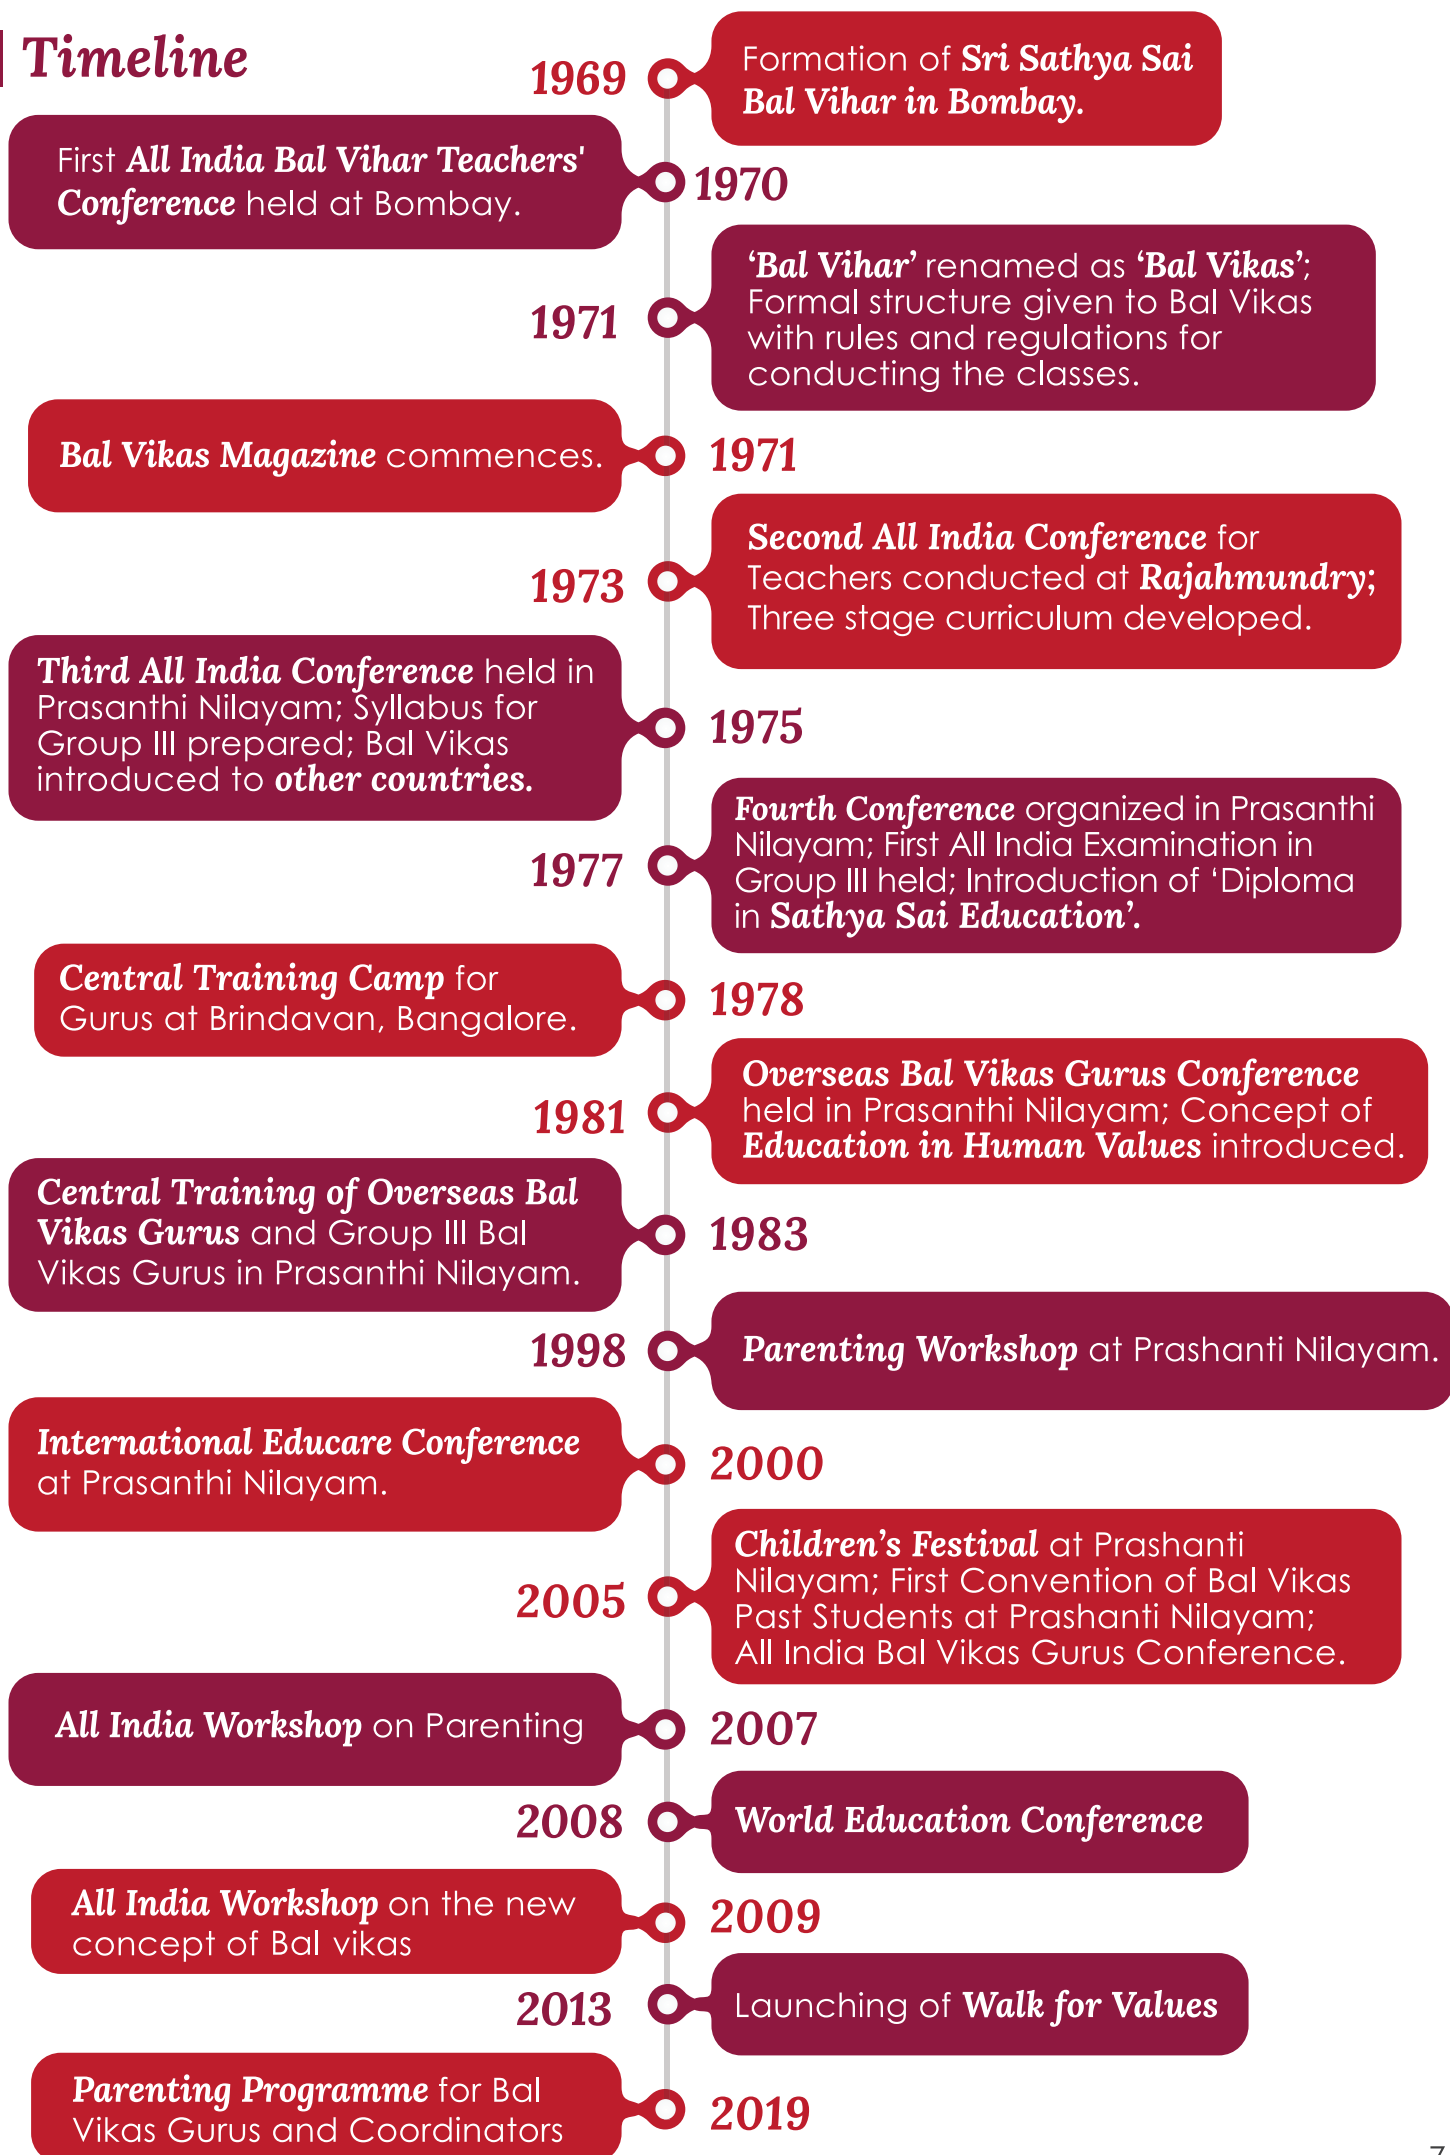 Timeline
1969
Formation of Sri Sathya Sai
Bal Vihar in Bombay.
First All India Bal Vihar Teachers'
Conference held at Bombay.
1970
1971
‘Bal Vihar’ renamed as ‘Bal Vikas’;
Formal structure given to Bal Vikas
with rules and regulations for
conducting the classes.
Bal Vikas Magazine commences.
1971
1973
Second All India Conference for
Teachers conducted at Rajahmundry;
Three stage curriculum developed.
Third All India Conference held in
Prasanthi Nilayam; Syllabus for
Group III prepared; Bal Vikas
introduced to other countries.
1975
1977
Fourth Conference organized in Prasanthi
Nilayam; First All India Examination in
Group III held; Introduction of ‘Diploma
in Sathya Sai Education’.
Central Training Camp for
Gurus at Brindavan, Bangalore.
1978
1981
Overseas Bal Vikas Gurus Conference
held in Prasanthi Nilayam; Concept of
Education in Human Values introduced.
Central Training of Overseas Bal
Vikas Gurus and Group III Bal
Vikas Gurus in Prasanthi Nilayam.
1983
1998
Parenting Workshop at Prashanti Nilayam.
International Educare Conference
at Prasanthi Nilayam.
2000
2005
Children’s Festival at Prashanti
Nilayam; First Convention of Bal Vikas
Past Students at Prashanti Nilayam;
All India Bal Vikas Gurus Conference.
All India Workshop on Parenting
2007
2008
World Education Conference
All India Workshop on the new
concept of Bal vikas
2009
2013
Launching of Walk for Values
Parenting Programme for Bal
Vikas Gurus and Coordinators
2019
7